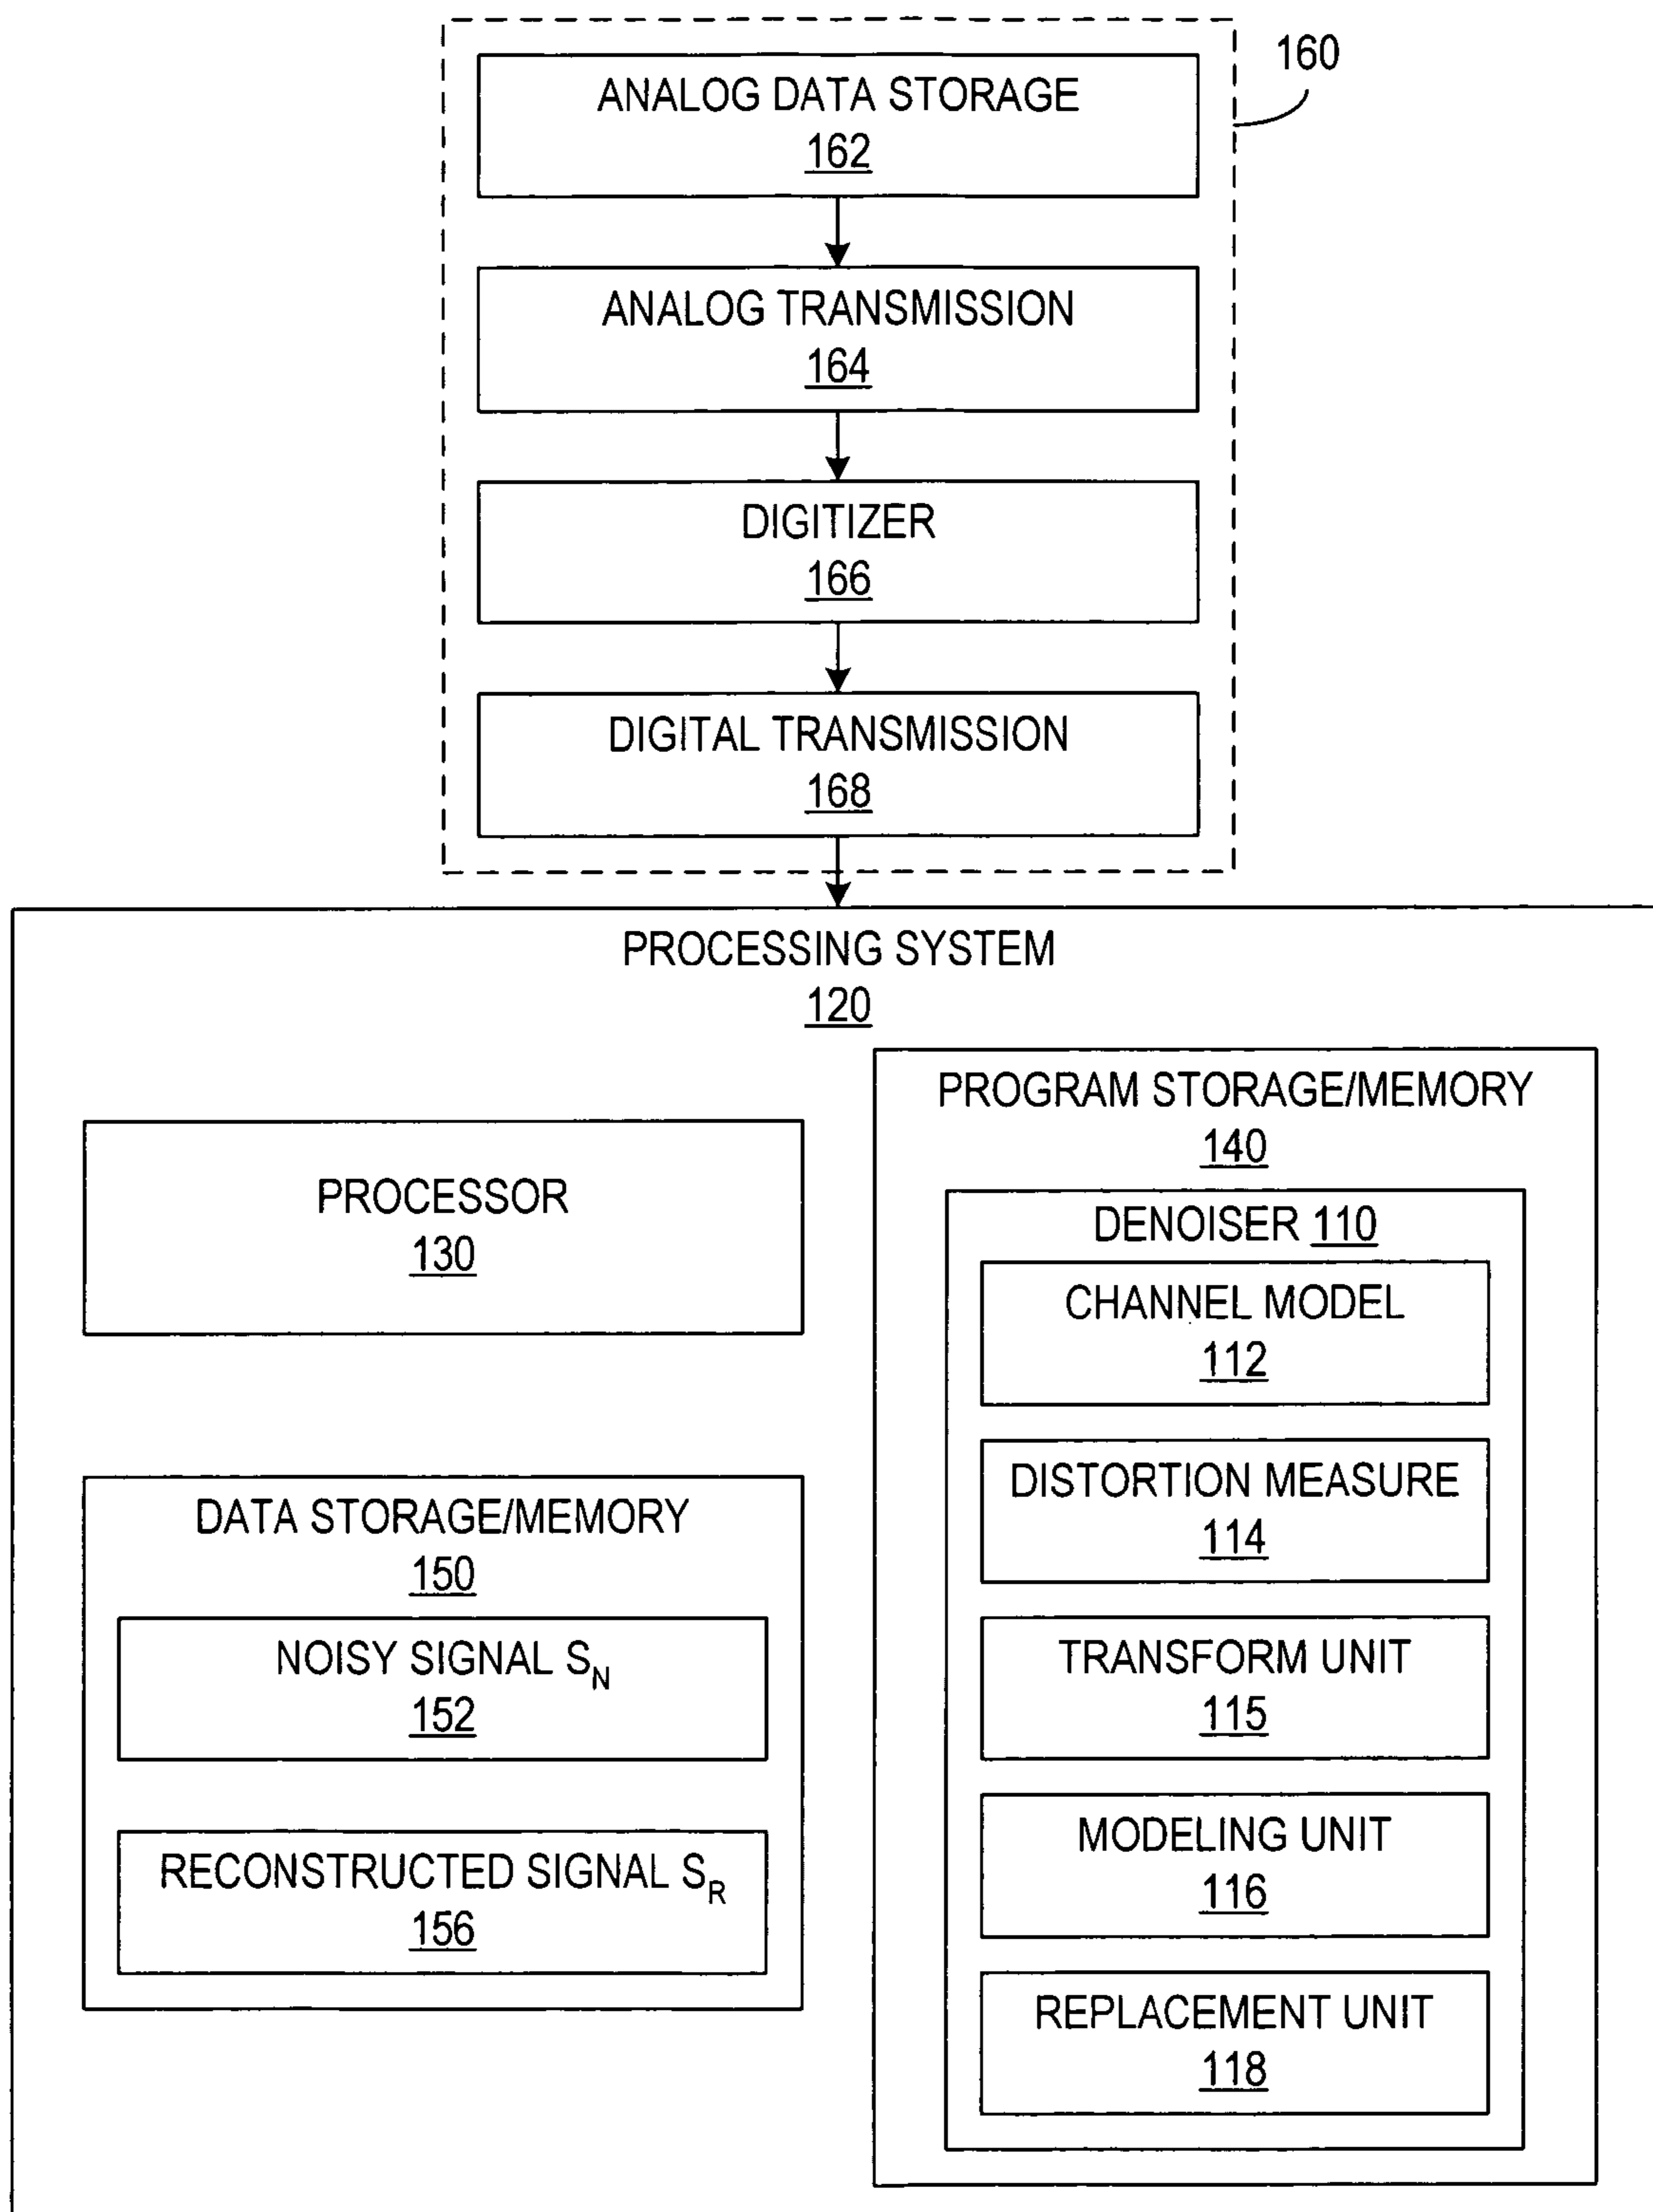 160
ANALOG DATA STORAGE
162
ANALOG TRANSMISSION
164
DIGITIZER
166
DIGITAL TRANSMISSION
168
PROCESSING SYSTEM
120
PROCESSOR
130
DATA STORAGE/MEMORY
150
NOISY SIGNAL S_N
152
RECONSTRUCTED SIGNAL S_R
156
PROGRAM STORAGE/MEMORY
140
DENOISER 110
CHANNEL MODEL
112
DISTORTION MEASURE
114
TRANSFORM UNIT
115
MODELING UNIT
116
REPLACEMENT UNIT
118